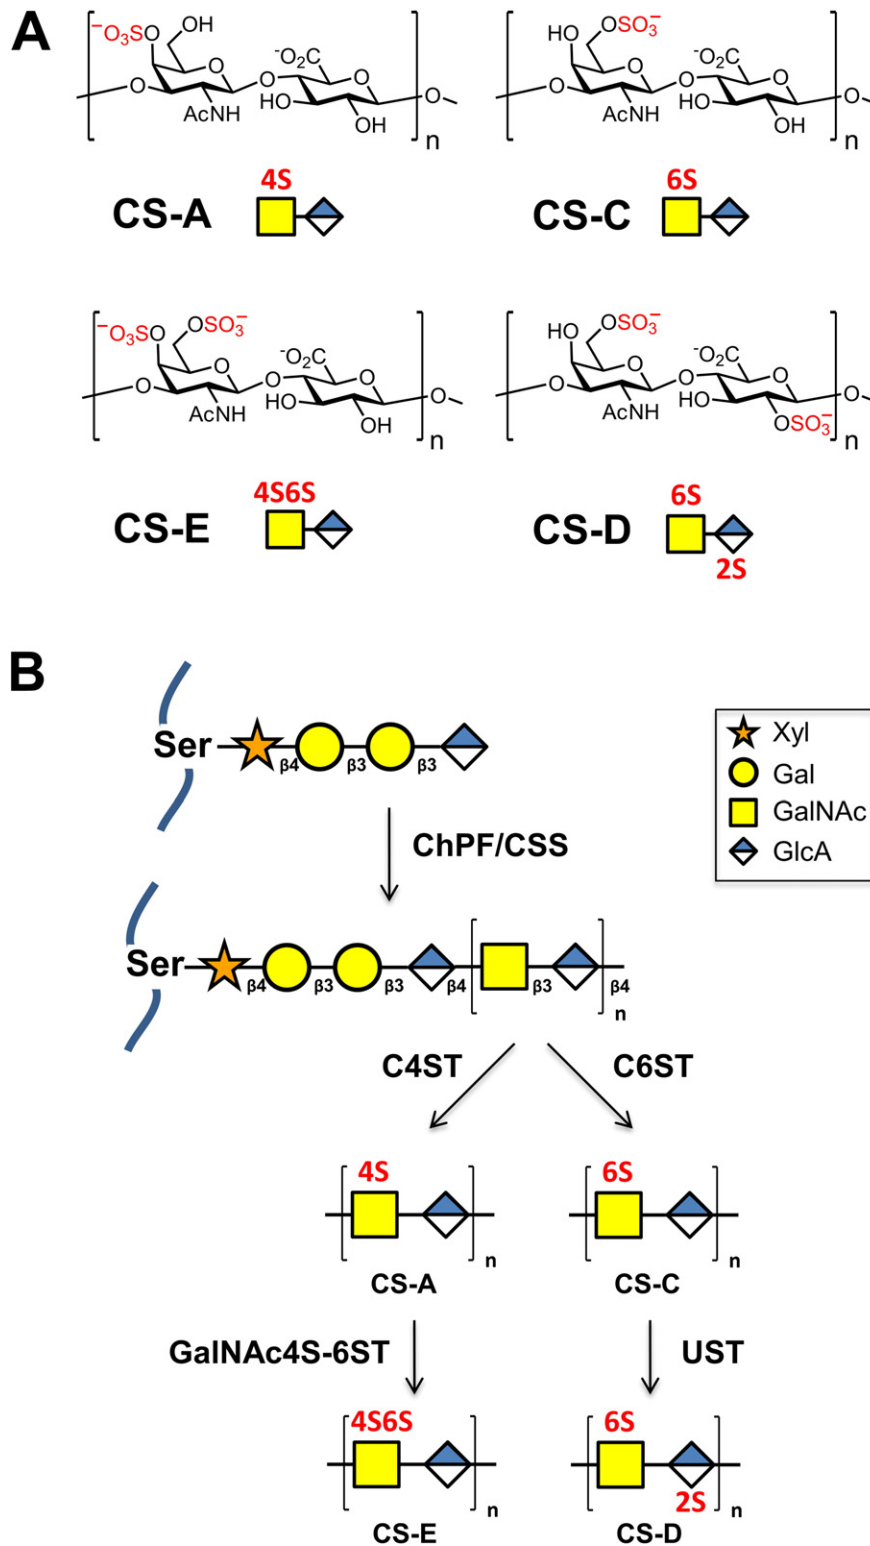 A
⁻O₃SO OH
O O ⁻O₂C O O
AcNH HO OH n
4S
CS-A
HO OSO₃⁻
O O ⁻O₂C O O
AcNH HO OH n
6S
CS-C
⁻O₃SO OSO₃⁻
O O ⁻O₂C O O
AcNH HO OH n
4S6S
CS-E
HO OSO₃⁻
O O ⁻O₂C O O
AcNH HO OSO₃⁻ n
6S
CS-D
2S
B
Ser β4 β3 β3
Xyl
Gal
GalNAc
GlcA
ChPF/CSS
Ser β4 β3 β3 β4 β3 β4
n
C4ST C6ST
4S 6S
n n
CS-A CS-C
GalNAc4S-6ST UST
4S6S 6S
2S
n n
CS-E CS-D